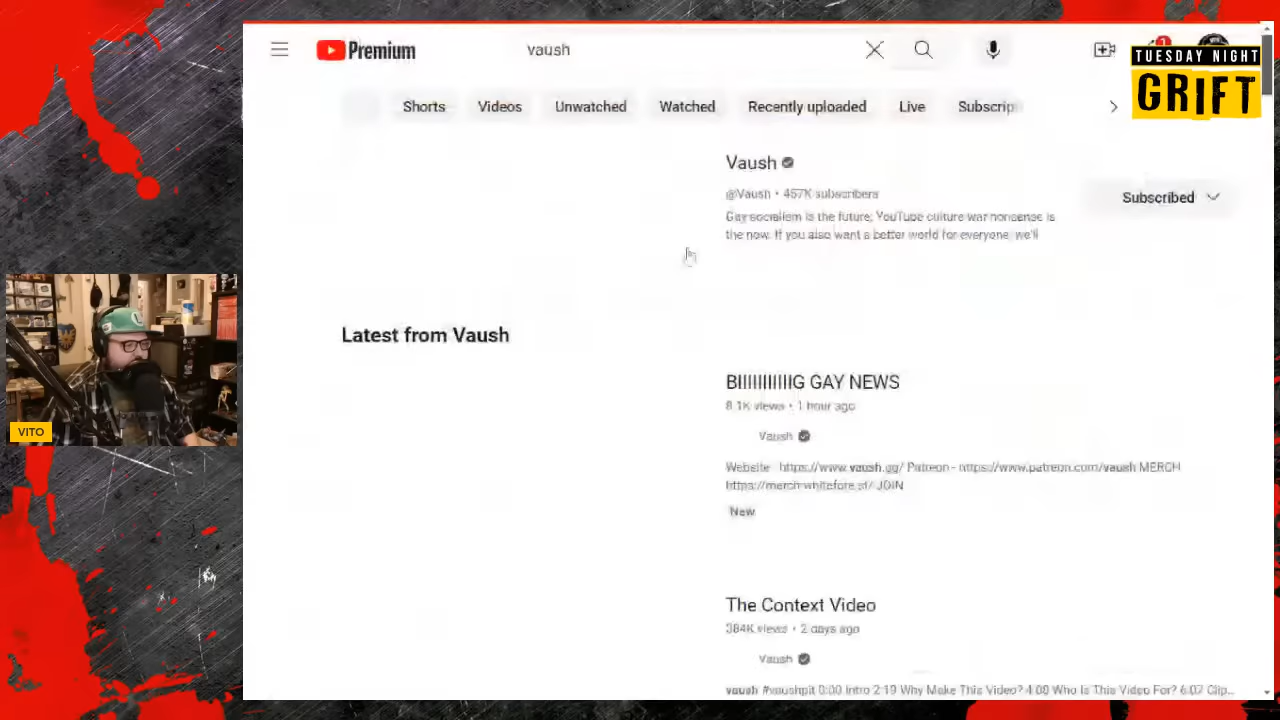 Premium
vaush
1
TUESDAY NIGHT
GRIFT
Shorts
Videos
Unwatched
Watched
Recently uploaded
Live
Subscrip
Vaush
@Vaush • 457K subscribers
Subscribed
Gay socialism is the future, YouTube culture war nonsense is
the now. If you also want a better world for everyone, we'll
Latest from Vaush
BIIIIIIIIIIG GAY NEWS
8.1K views • 1 hour ago
VITO
Vaush
Website - https://www.vaush.gg/ Patreon - https://www.patreon.com/vaush MERCH
JOIN
New
The Context Video
384K views • 2 days ago
Vaush
vaush #vaushpit 0:00 Intro 2:19 Why Make This Video? 4:08 Who Is This Video For? 6:07 Clip...